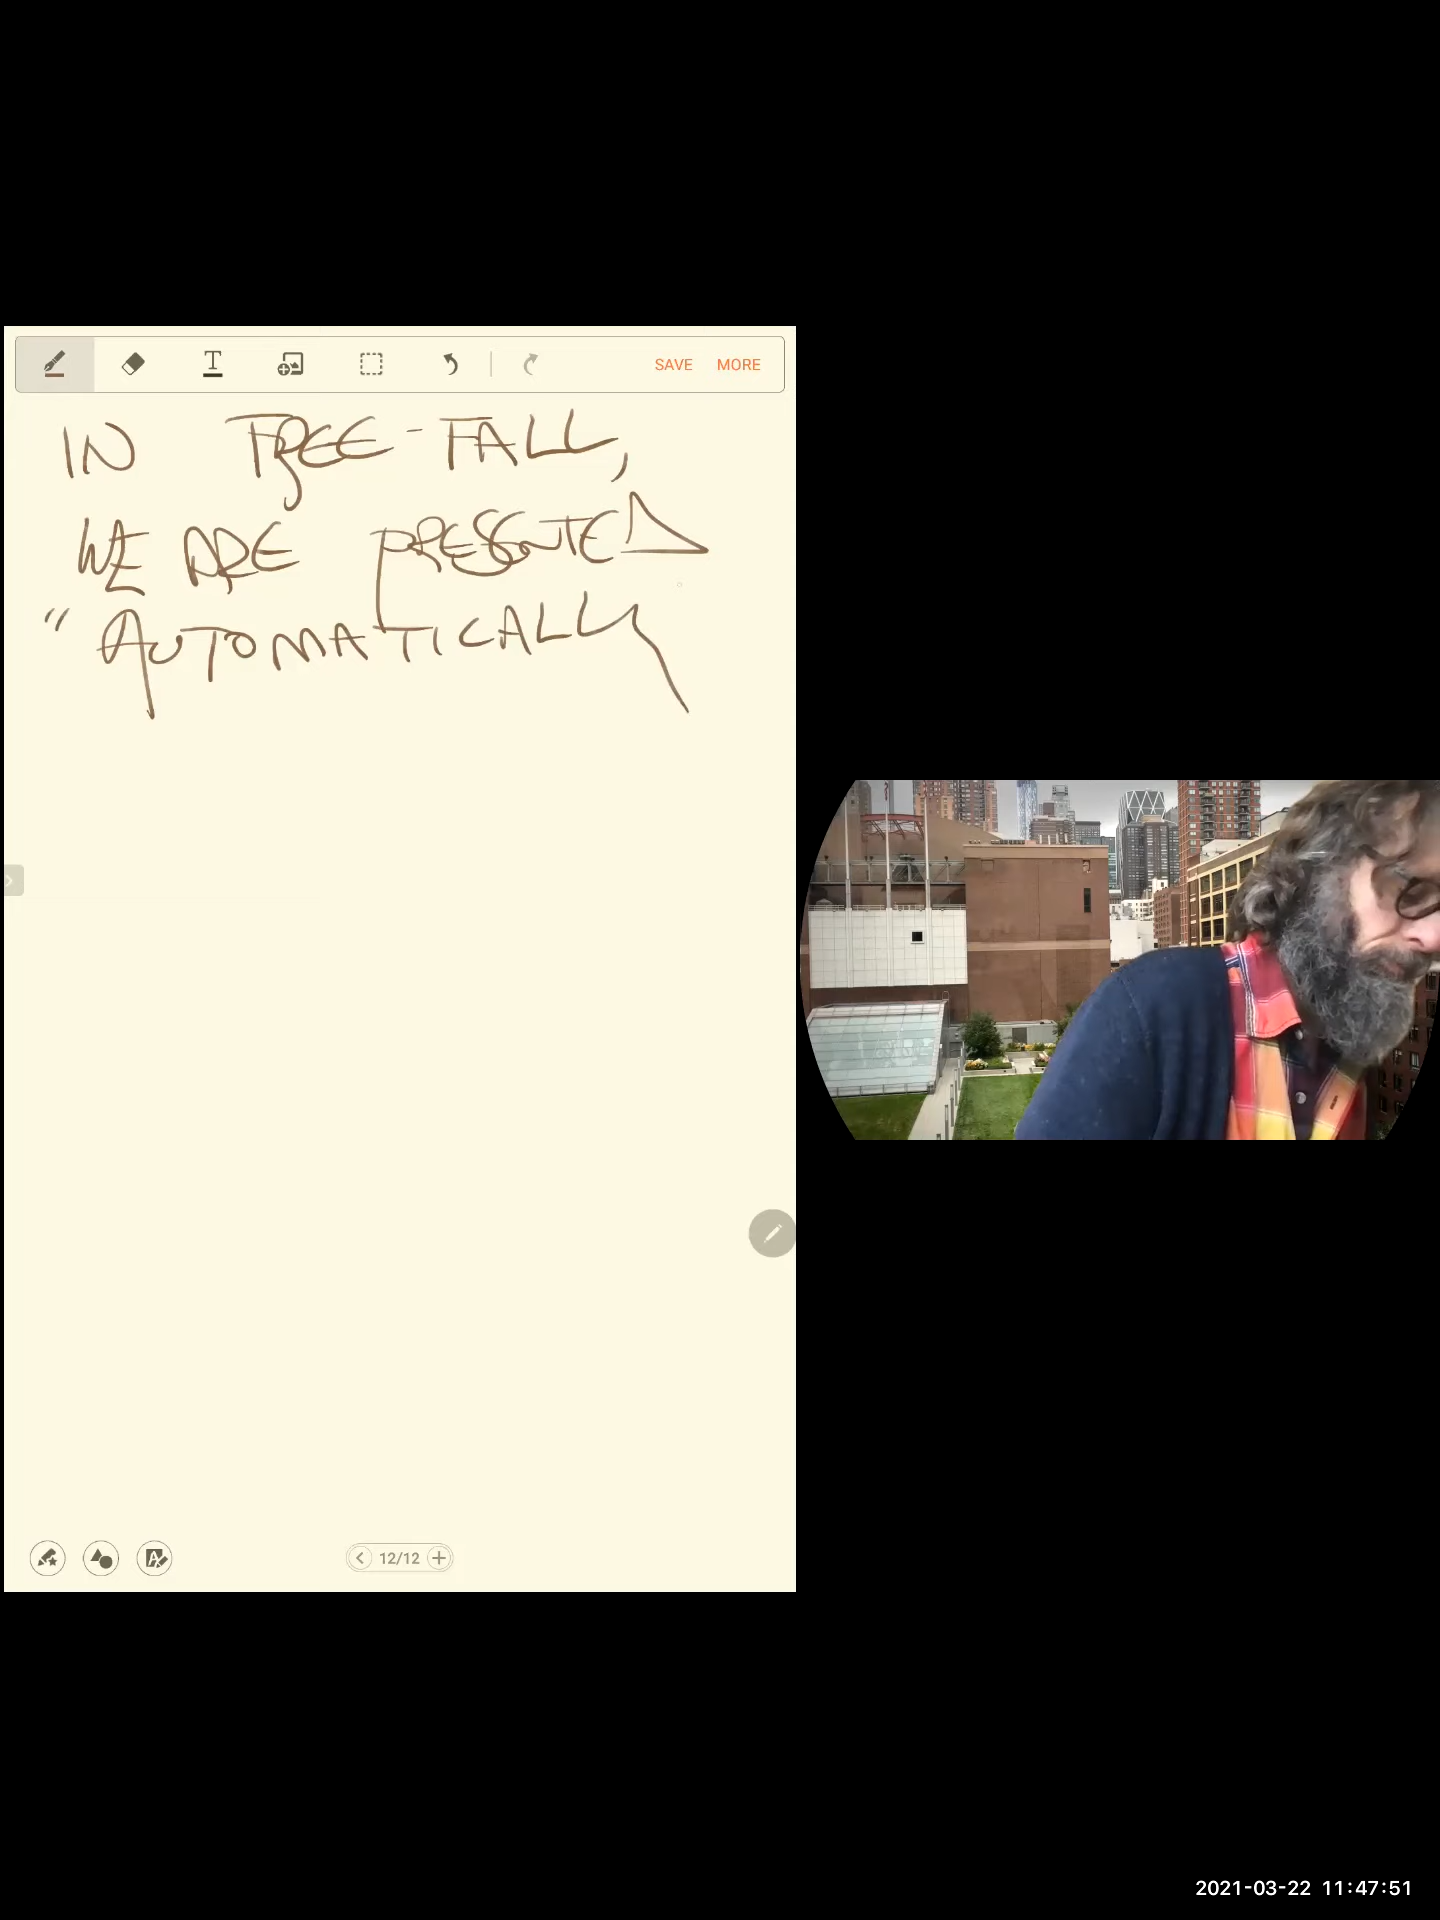 SAVE MORE
IN FREE-FALL,
WE ARE PRESENTED
"AUTOMATICALLY
12/12
2021-03-22 11:47:51